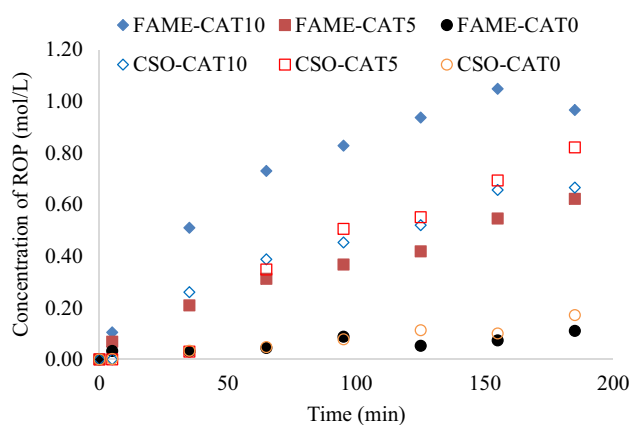 FAME-CAT10 FAME-CAT5 FAME-CAT0
CSO-CAT10 CSO-CAT5 CSO-CAT0
1.20
1.00
0.80
0.60
0.40
0.20
0.00
Concentration of ROP (mol/L)
0 50 100 150 200
Time (min)